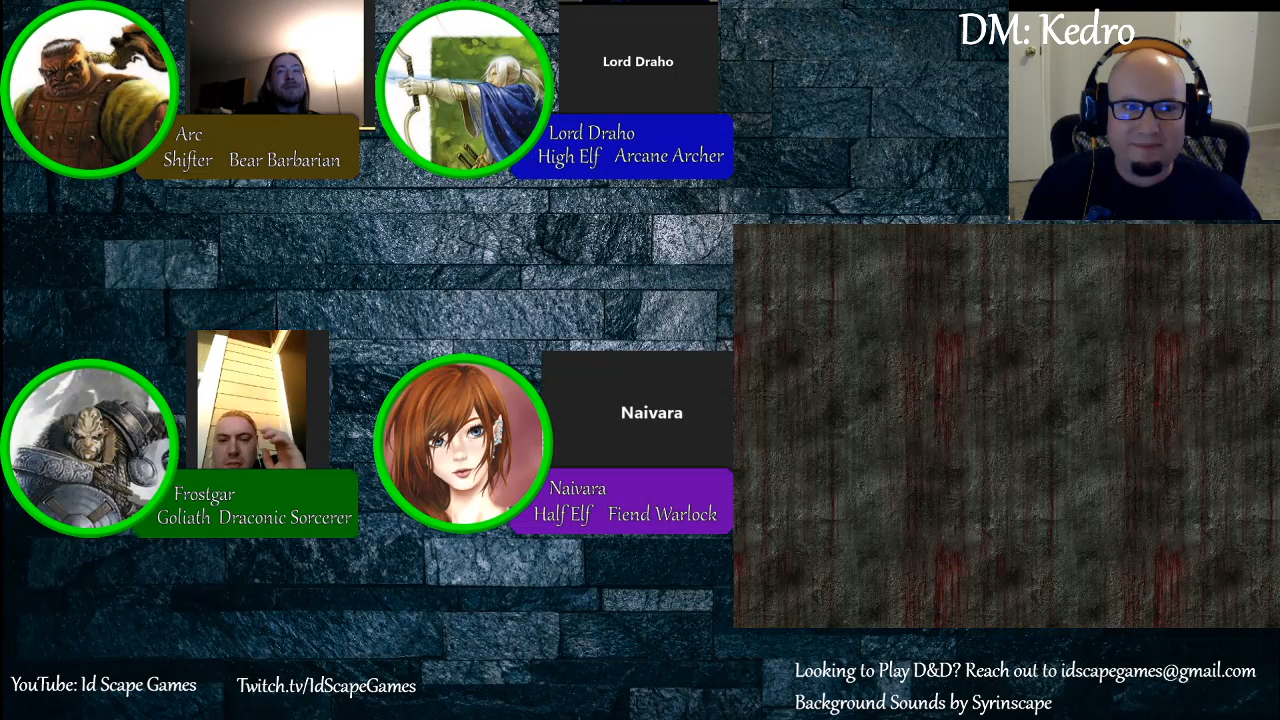 DM: Kedro
Lord Draho
Arc
Shifter Bear Barbarian
Lord Draho
High Elf Arcane Archer
Naivara
Frostgar
Goliath Draconic Sorcerer
Naivara
Half Elf Fiend Warlock
YouTube: Id Scape Games
Twitch.tv/IdScapeGames
Looking to Play D&D? Reach out to idscapegames@gmail.com
Background Sounds by Syrinscape